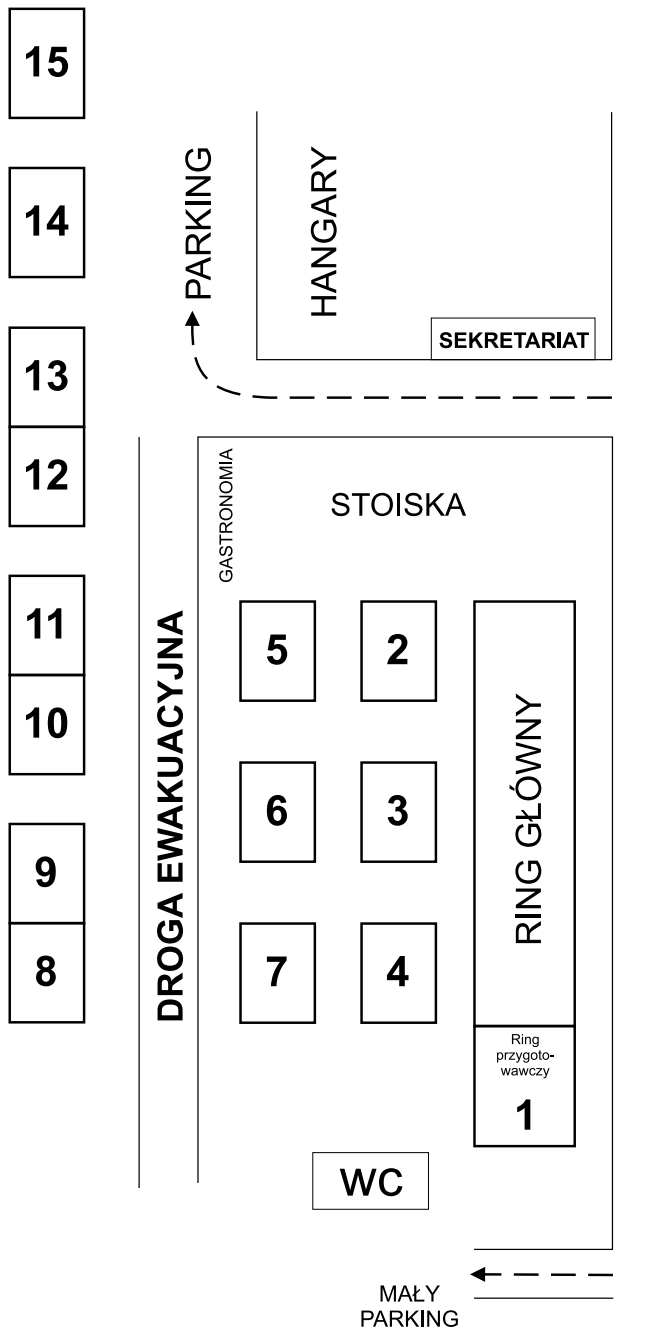 15
14
13
12
11
10
9
8
PARKING
HANGARY
SEKRETARIAT
GASTRONOMIA
STOISKA
DROGA EWAKUACYJNA
5
2
6
3
7
4
RING GŁÓWNY
Ring
przygoto-
wawczy
1
WC
MAŁY
PARKING